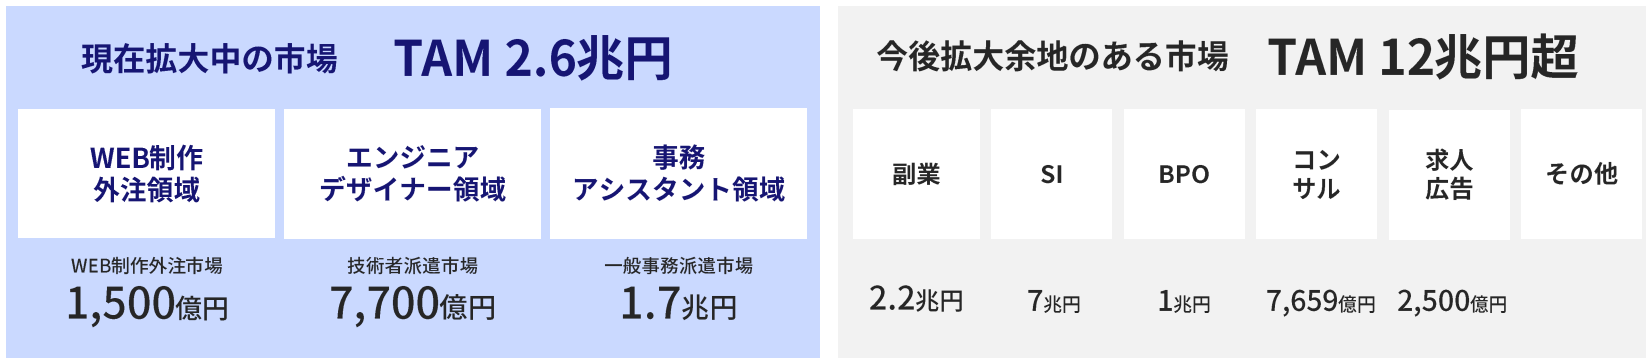 現在拡大中の市場 TAM 2.6兆円
WEB制作
外注領域
エンジニア
デザイナー領域
事務
アシスタント領域
WEB制作外注市場
1,500億円
技術者派遣市場
7,700億円
一般事務派遣市場
1.7兆円
今後拡大余地のある市場 TAM 12兆円超
副業
SI
BPO
コン
サル
求人
広告
その他
2.2兆円
7兆円
1兆円
7,659億円
2,500億円